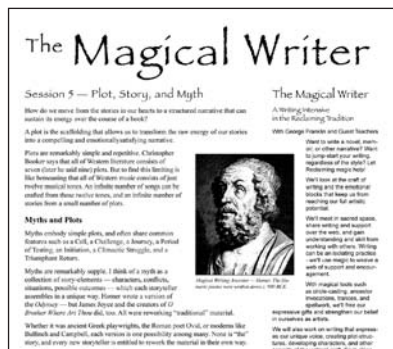 The Magical Writer
Session 5 — Plot, Story, and Myth
How do we move from the stories in our hearts to a structured narrative that can
sustain its energy over the course of a book?
A plot is the scaffolding that allows us to transform the raw energy of our stories
into a compelling and emotionally satisfying narrative.
Plots are remarkably simple and repetitive. Christopher
Booker says that all of Western literature consists of
seven (later he said nine) plots. But to find this limiting is
like bemoaning that all of Western music consists of just
twelve musical tones. An infinite number of songs can be
crafted from those twelve tones, and an infinite number of
stories from a small number of plots.
Myths and Plots
Myths embody simple plots, and often share common
features such as a Call, a Challenge, a Journey, a Period
of Testing, an Initiation, a Climactic Struggle, and a
Triumphant Return.
Myths are remarkably supple. I think of a myth as a
collection of story-elements — characters, conflicts,
situations, possible outcomes — which each storyteller
assembles in a unique way. Homer wrote a version of
the Odyssey — but James Joyce and the creators of O
Brother Where Art Thou did, too. All were reworking "traditional" material.
Whether it was ancient Greek playwrights, the Roman poet Ovid, or moderns like
Bullfinch and Campbell, each version is one possibility among many. None is "the"
story, and every new storyteller is entitled to rework the material in their own way.
Magical Writing Ancestor — Homer. The
poetic were written down c. 700 BCE.
The Magical Writer
A Writing Intensive
in the Reclaiming Tradition
With George Franklin and Guest Teachers
Want to write a novel, mem-
oir, or other narrative? Want
to jump-start your writing,
regardless of the style? Let
Reclaiming magic help!
We'll look at the craft of
writing and the emotional
blocks that keep us from
reaching our full artistic
potential.
We'll meet in sacred space,
share writing and support
over the web, and gain
understanding and skill from
working with others. Writing
can be an isolating practice
- we'll use magic to evolve a
web of support and encour-
agement.
With magical tools such
as circle-casting, ancestor
invocations, trances, and
spellwork, we'll free our
expressive gifts and strengthen our belief
in ourselves as artists.
We will also work on writing that express-
es our unique voice, creating plot struc-
tures, developing characters, and other